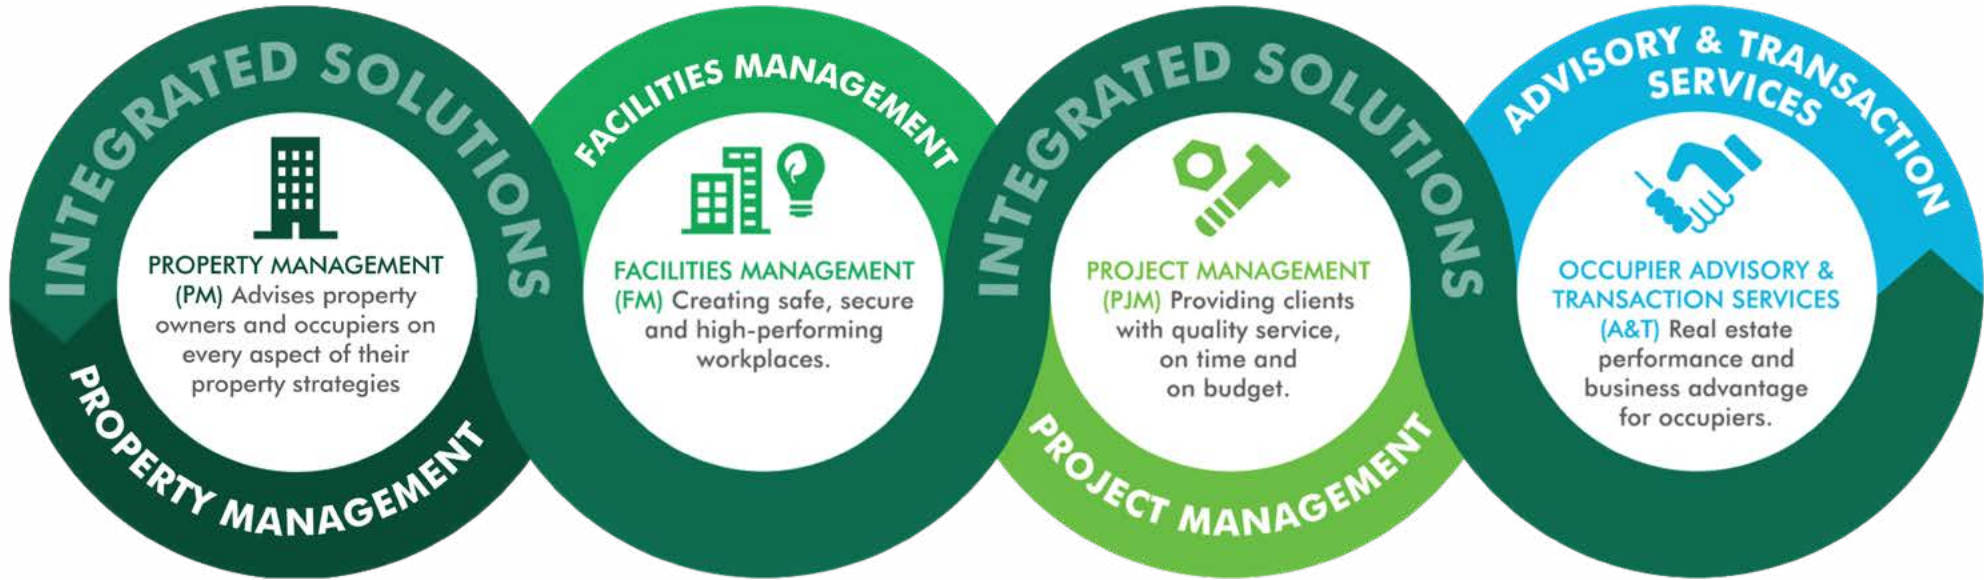 INTEGRATED SOLUTIONS
PROPERTY MANAGEMENT
(PM) Advises property
owners and occupiers on
every aspect of their
property strategies
PROPERTY MANAGEMENT
FACILITIES MANAGEMENT
FACILITIES MANAGEMENT
(FM) Creating safe, secure
and high-performing
workplaces.
INTEGRATED SOLUTIONS
PROJECT MANAGEMENT
(PJM) Providing clients
with quality service,
on time and
on budget.
PROJECT MANAGEMENT
ADVISORY & TRANSACTION
SERVICES
OCCUPIER ADVISORY &
TRANSACTION SERVICES
(A&T) Real estate
performance and
business advantage
for occupiers.